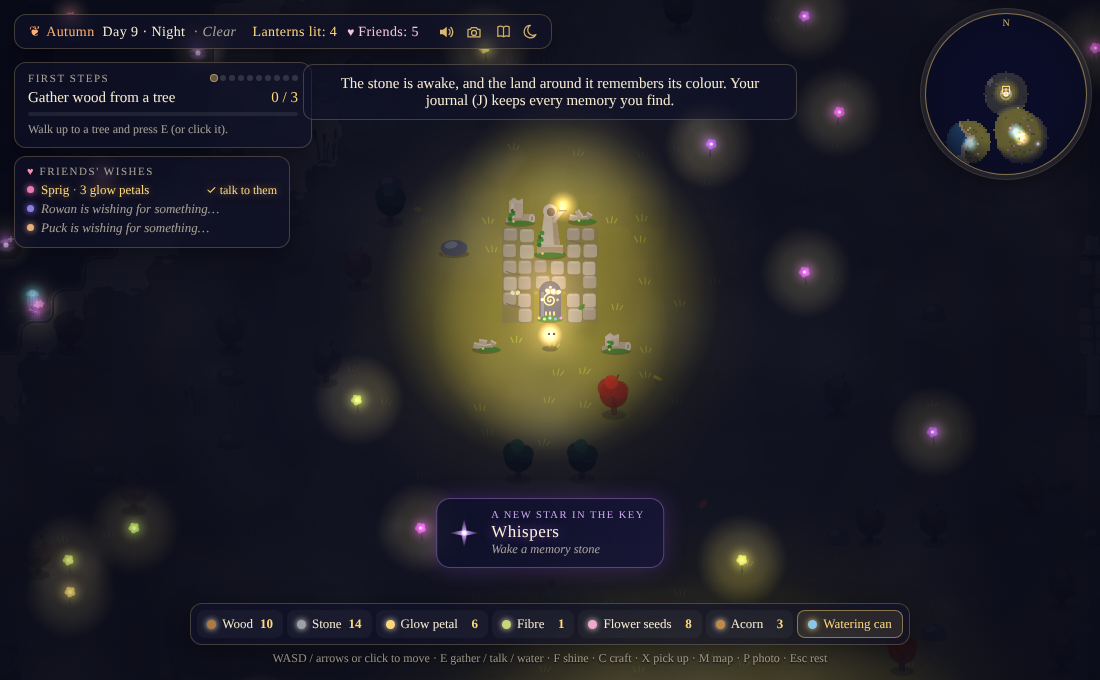 Autumn Day 9 · Night · Clear Lanterns lit: 4 ♥ Friends: 5
N
FIRST STEPS
Gather wood from a tree 0 / 3
Walk up to a tree and press E (or click it).
The stone is awake, and the land around it remembers its colour. Your
journal (J) keeps every memory you find.
♥ FRIENDS' WISHES
Sprig · 3 glow petals ✓ talk to them
Rowan is wishing for something…
Puck is wishing for something…
A NEW STAR IN THE KEY
Whispers
Wake a memory stone
Wood 10 Stone 14 Glow petal 6 Fibre 1 Flower seeds 8 Acorn 3 Watering can
WASD / arrows or click to move · E gather / talk / water · F shine · C craft · X pick up · M map · P photo · Esc rest